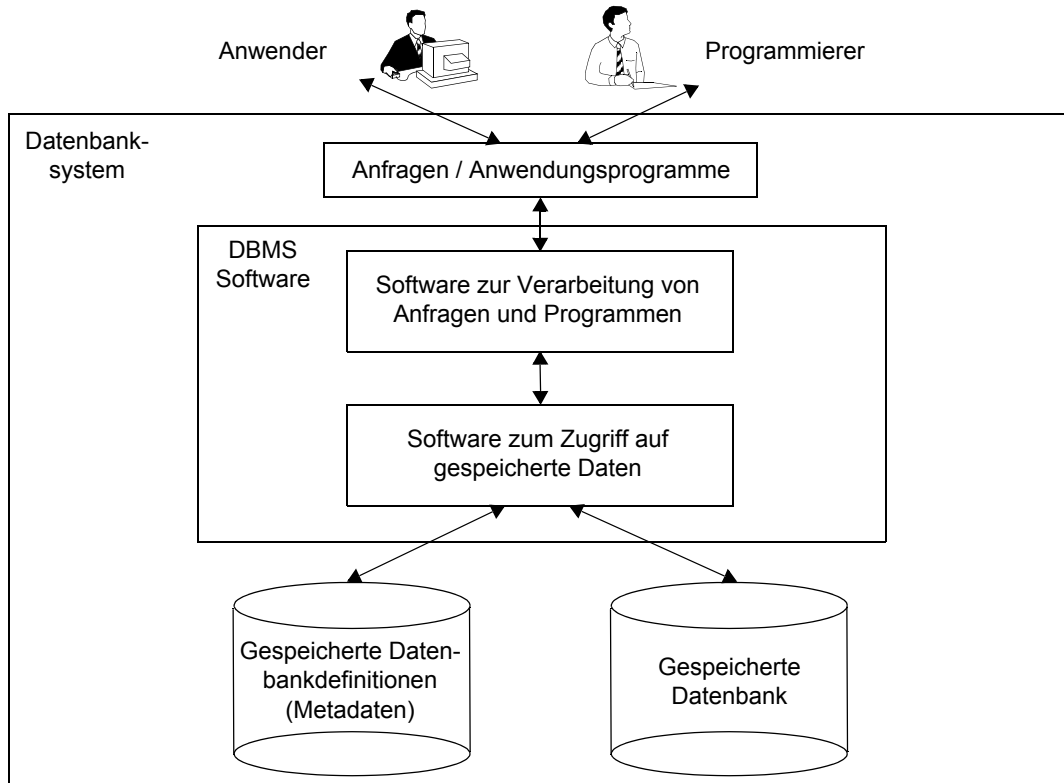 Anwender
Programmierer
Datenbank-
system
Anfragen / Anwendungsprogramme
DBMS
Software
Software zur Verarbeitung von
Anfragen und Programmen
Software zum Zugriff auf
gespeicherte Daten
Gespeicherte Daten-
bankdefinitionen
(Metadaten)
Gespeicherte
Datenbank